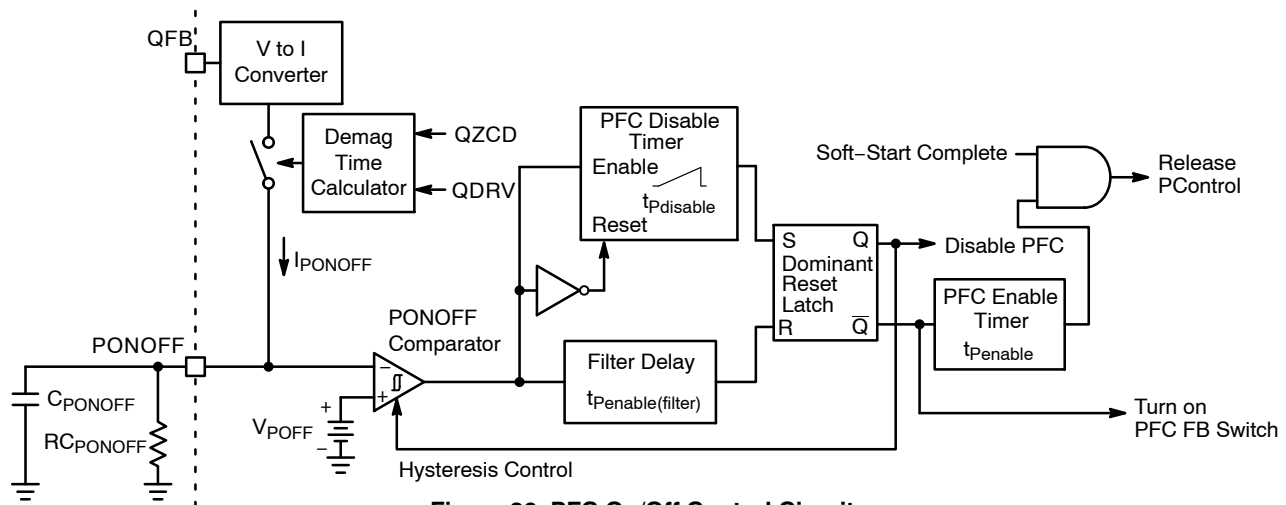 QFB
V to I
Converter
Demag
Time
Calculator
QZCD
QDRV
IPONOFF
PONOFF
CPONOFF
RCPONOFF
PONOFF
Comparator
−
+
+
VPOFF
−
Hysteresis Control
PFC Disable
Timer
Enable
tPdisable
Reset
Filter Delay
tPenable(filter)
S Q
Dominant
Reset
Latch
R Q
Soft−Start Complete
Release
PControl
Disable PFC
PFC Enable
Timer
tPenable
Turn on
PFC FB Switch